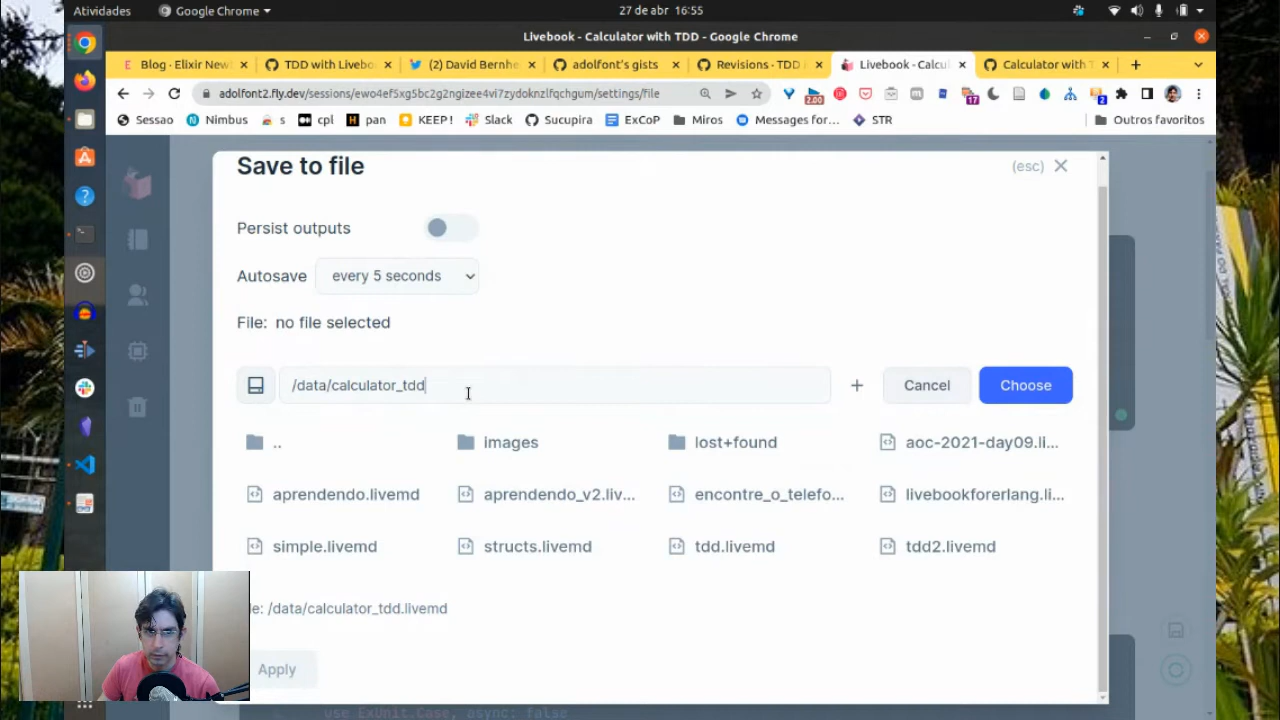 Atividades Google Chrome 27 de abr 16:55
Livebook - Calculator with TDD - Google Chrome
Blog · Elixir Newb TDD with Livebo (2) David Bernhe adolfont's gists Revisions · TDD Livebook - Calcul Calculator with T
adolfont2.fly.dev/sessions/ewo4ef5xg5bc2g2ngizee4vi7zydoknzlfqchgum/settings/file
2.00 17 2
Sessao Nimbus s cpl pan KEEP! Slack Sucupira ExCoP Miros Messages for... STR Outros favoritos
Save to file (esc)
Persist outputs
Autosave every 5 seconds
File: no file selected
/data/calculator_tdd + Cancel Choose
.. images lost+found aoc-2021-day09.li...
aprendendo.livemd aprendendo_v2.liv... encontre_o_telefo... livebookforerlang.li...
simple.livemd structs.livemd tdd.livemd tdd2.livemd
le: /data/calculator_tdd.livemd
Apply
use ExUnit.Case, async: false